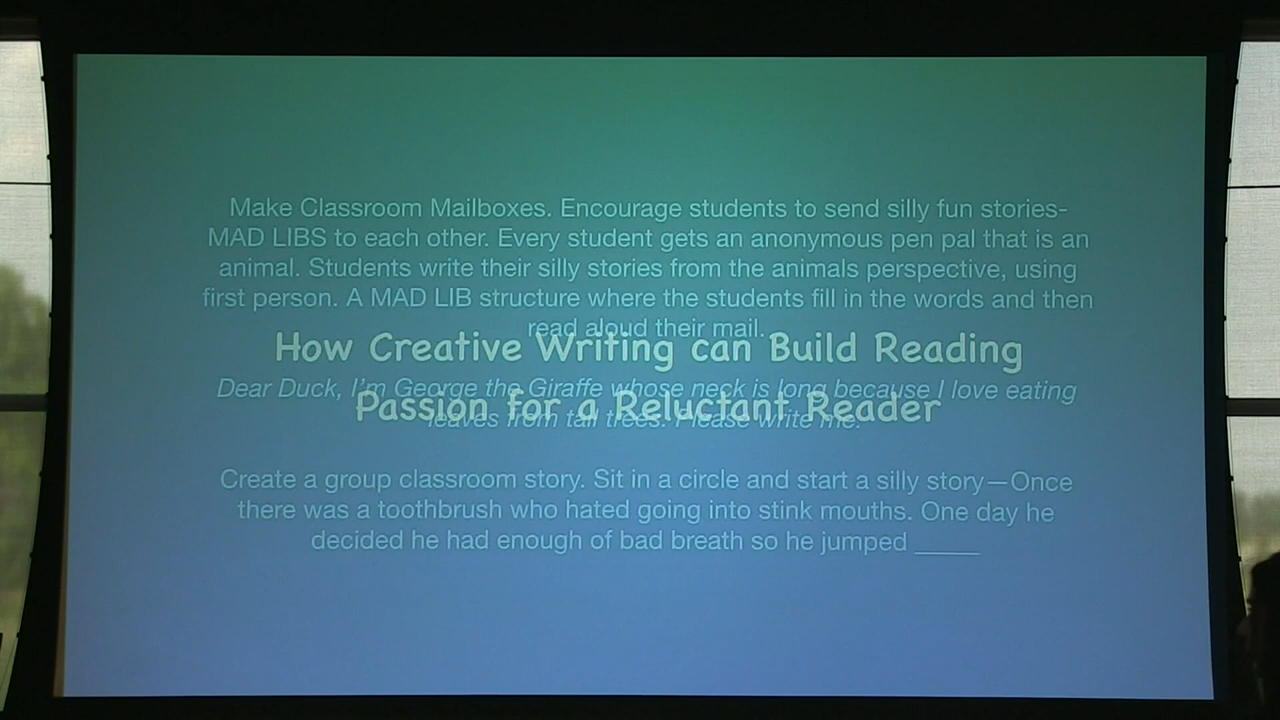 Make Classroom Mailboxes. Encourage students to send silly fun stories-
MAD LIBS to each other. Every student gets an anonymous pen pal that is an
animal. Students write their silly stories from the animals perspective, using
first person. A MAD LIB structure where the students fill in the words and then
read aloud their mail.
How Creative Writing can Build Reading
Passion for a Reluctant Reader
Dear Duck, I'm George the Giraffe whose neck is long because I love eating
leaves from tall trees. Please write me.
Create a group classroom story. Sit in a circle and start a silly story—Once
there was a toothbrush who hated going into stink mouths. One day he
decided he had enough of bad breath so he jumped _____